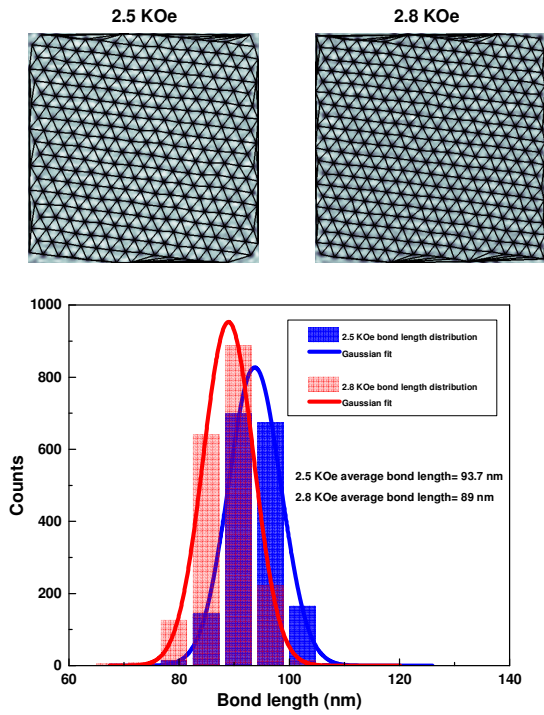 2.5 KOe
2.8 KOe
1000
800
600
400
200
0
Counts
2.5 KOe bond length distribution
Gaussian fit
2.8 KOe bond length distribution
Gaussian fit
2.5 KOe average bond length= 93.7 nm
2.8 KOe average bond length= 89 nm
60 80 100 120 140
Bond length (nm)